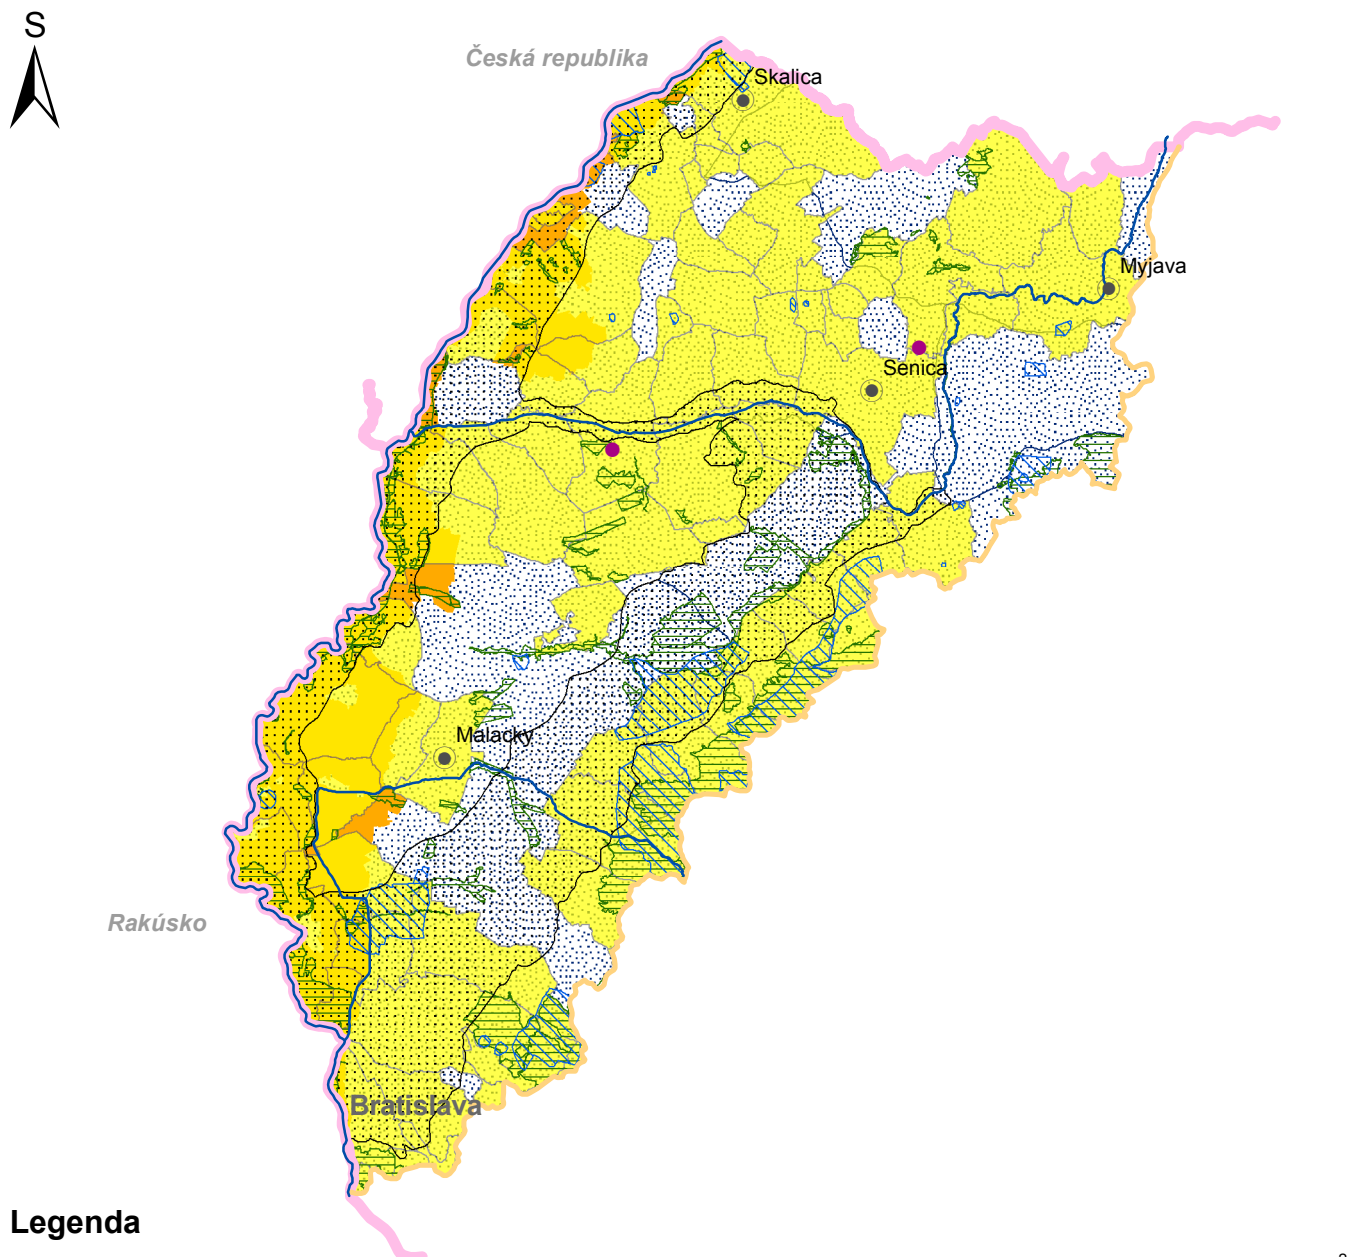 S
Česká republika
Skalica
Myjava
Senica
Malacky
Rakúsko
Bratislava
Legenda